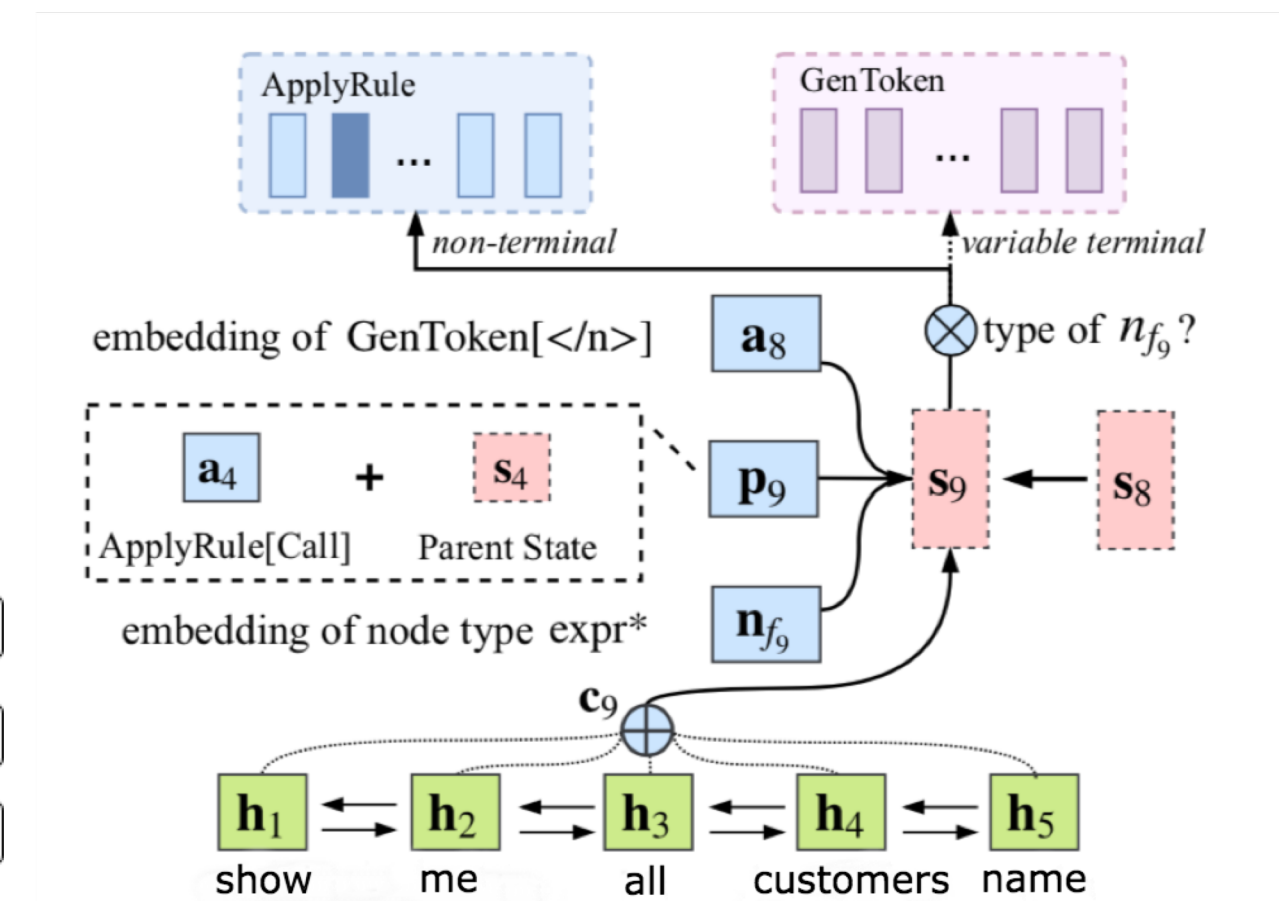 ApplyRule
GenToken
...
...
non-terminal
variable terminal
embedding of GenToken[</n>]
a8
type of nf9?
a4 + s4
p9
s9
s8
ApplyRule[Call] Parent State
embedding of node type expr*
nf9
c9
h1 h2 h3 h4 h5
show me all customers name